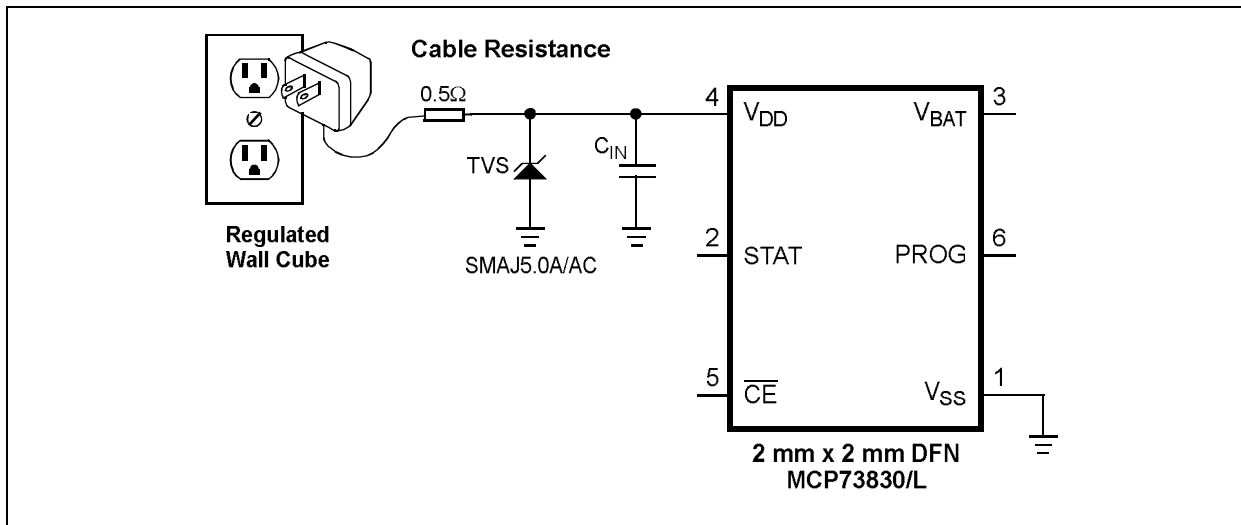 Cable Resistance
0.5Ω
4
V_DD
V_BAT
3
TVS
C_IN
Regulated
Wall Cube
SMAJ5.0A/AC
2
STAT
PROG
6
5
C̅E̅
V_SS
1
2 mm x 2 mm DFN
MCP73830/L